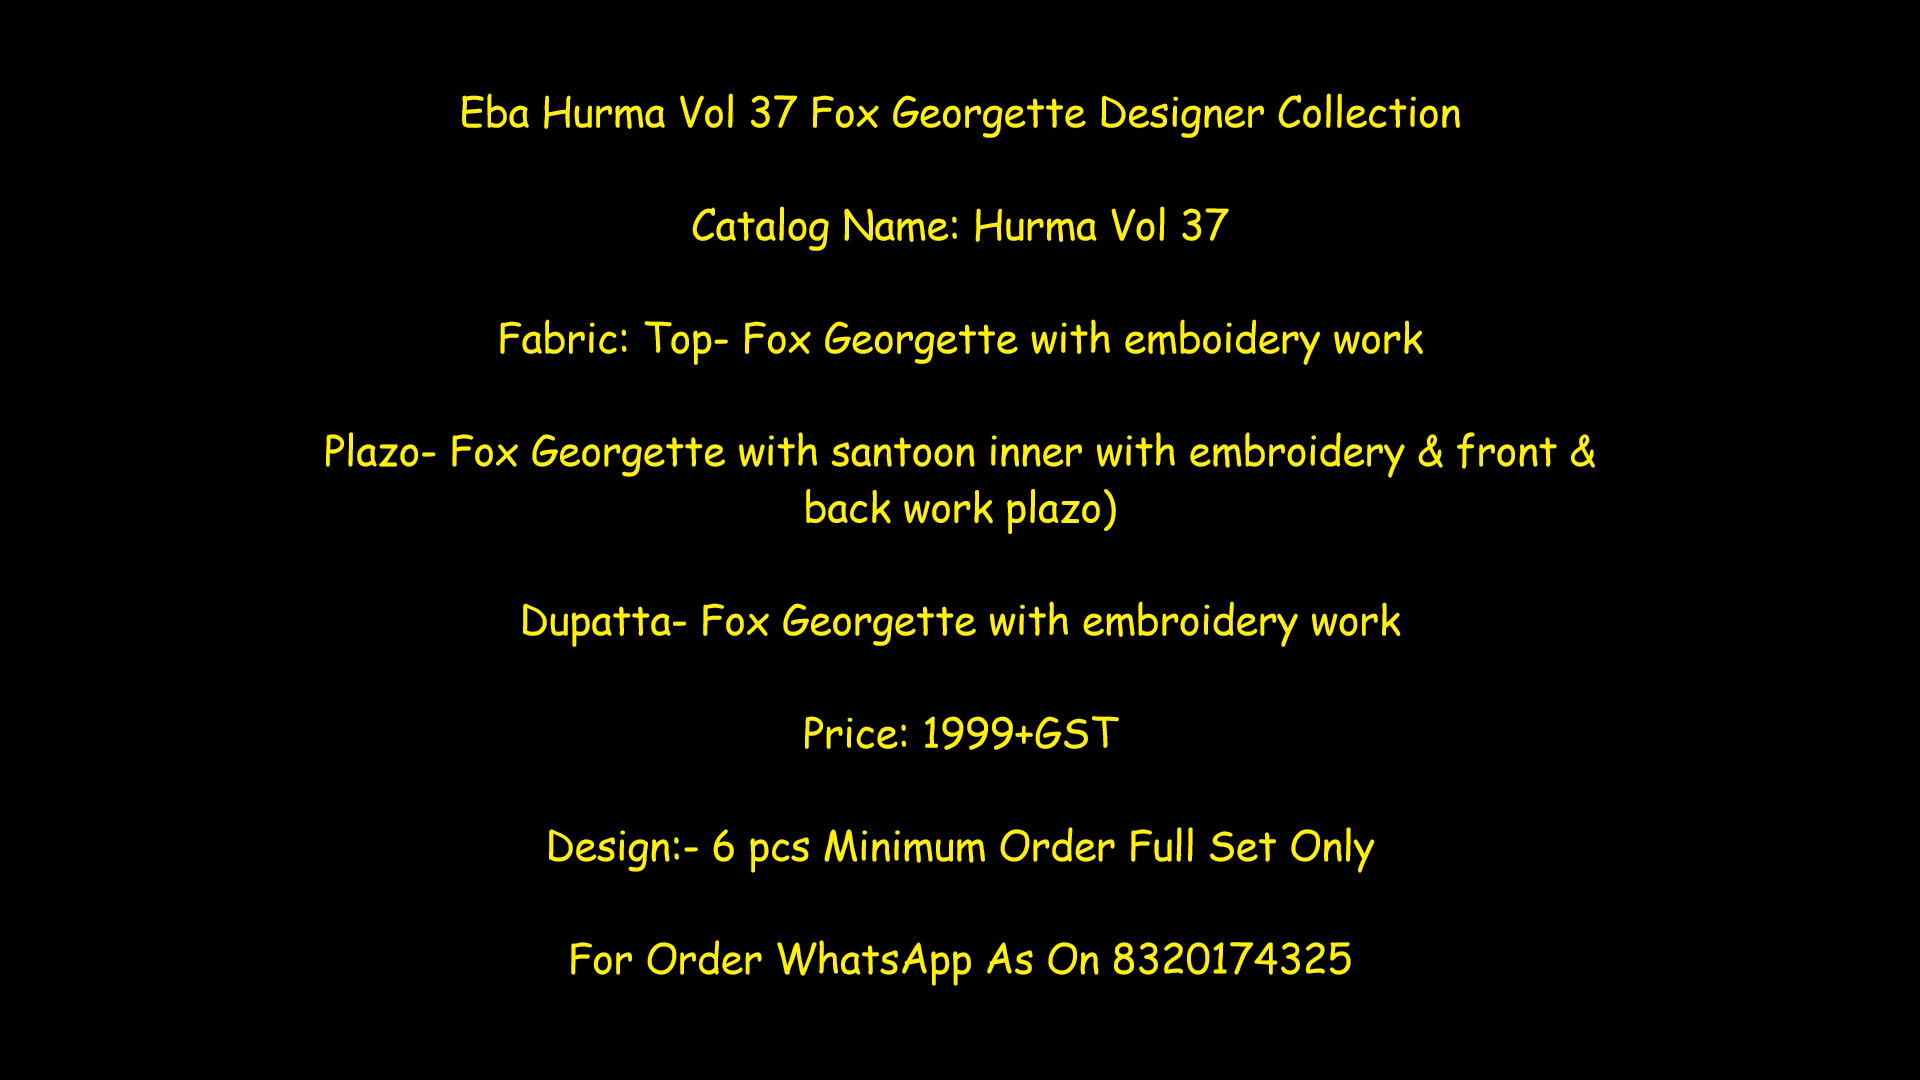 Eba Hurma Vol 37 Fox Georgette Designer Collection
Catalog Name: Hurma Vol 37
Fabric: Top- Fox Georgette with emboidery work
Plazo- Fox Georgette with santoon inner with embroidery & front &
back work plazo)
Dupatta- Fox Georgette with embroidery work
Price: 1999+GST
Design:- 6 pcs Minimum Order Full Set Only
For Order WhatsApp As On 8320174325